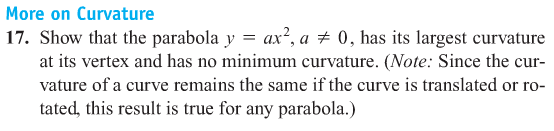 More on Curvature
17. Show that the parabola y = ax², a ≠ 0, has its largest curvature
at its vertex and has no minimum curvature. (Note: Since the cur-
vature of a curve remains the same if the curve is translated or ro-
tated, this result is true for any parabola.)